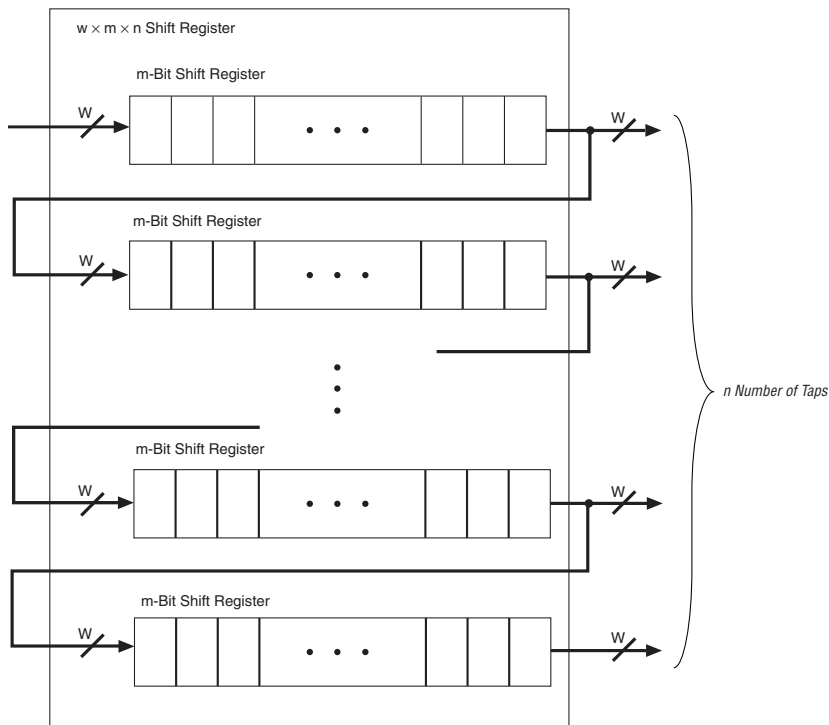 w × m × n Shift Register
m-Bit Shift Register
W
W
m-Bit Shift Register
W
W
n Number of Taps
m-Bit Shift Register
W
W
m-Bit Shift Register
W
W